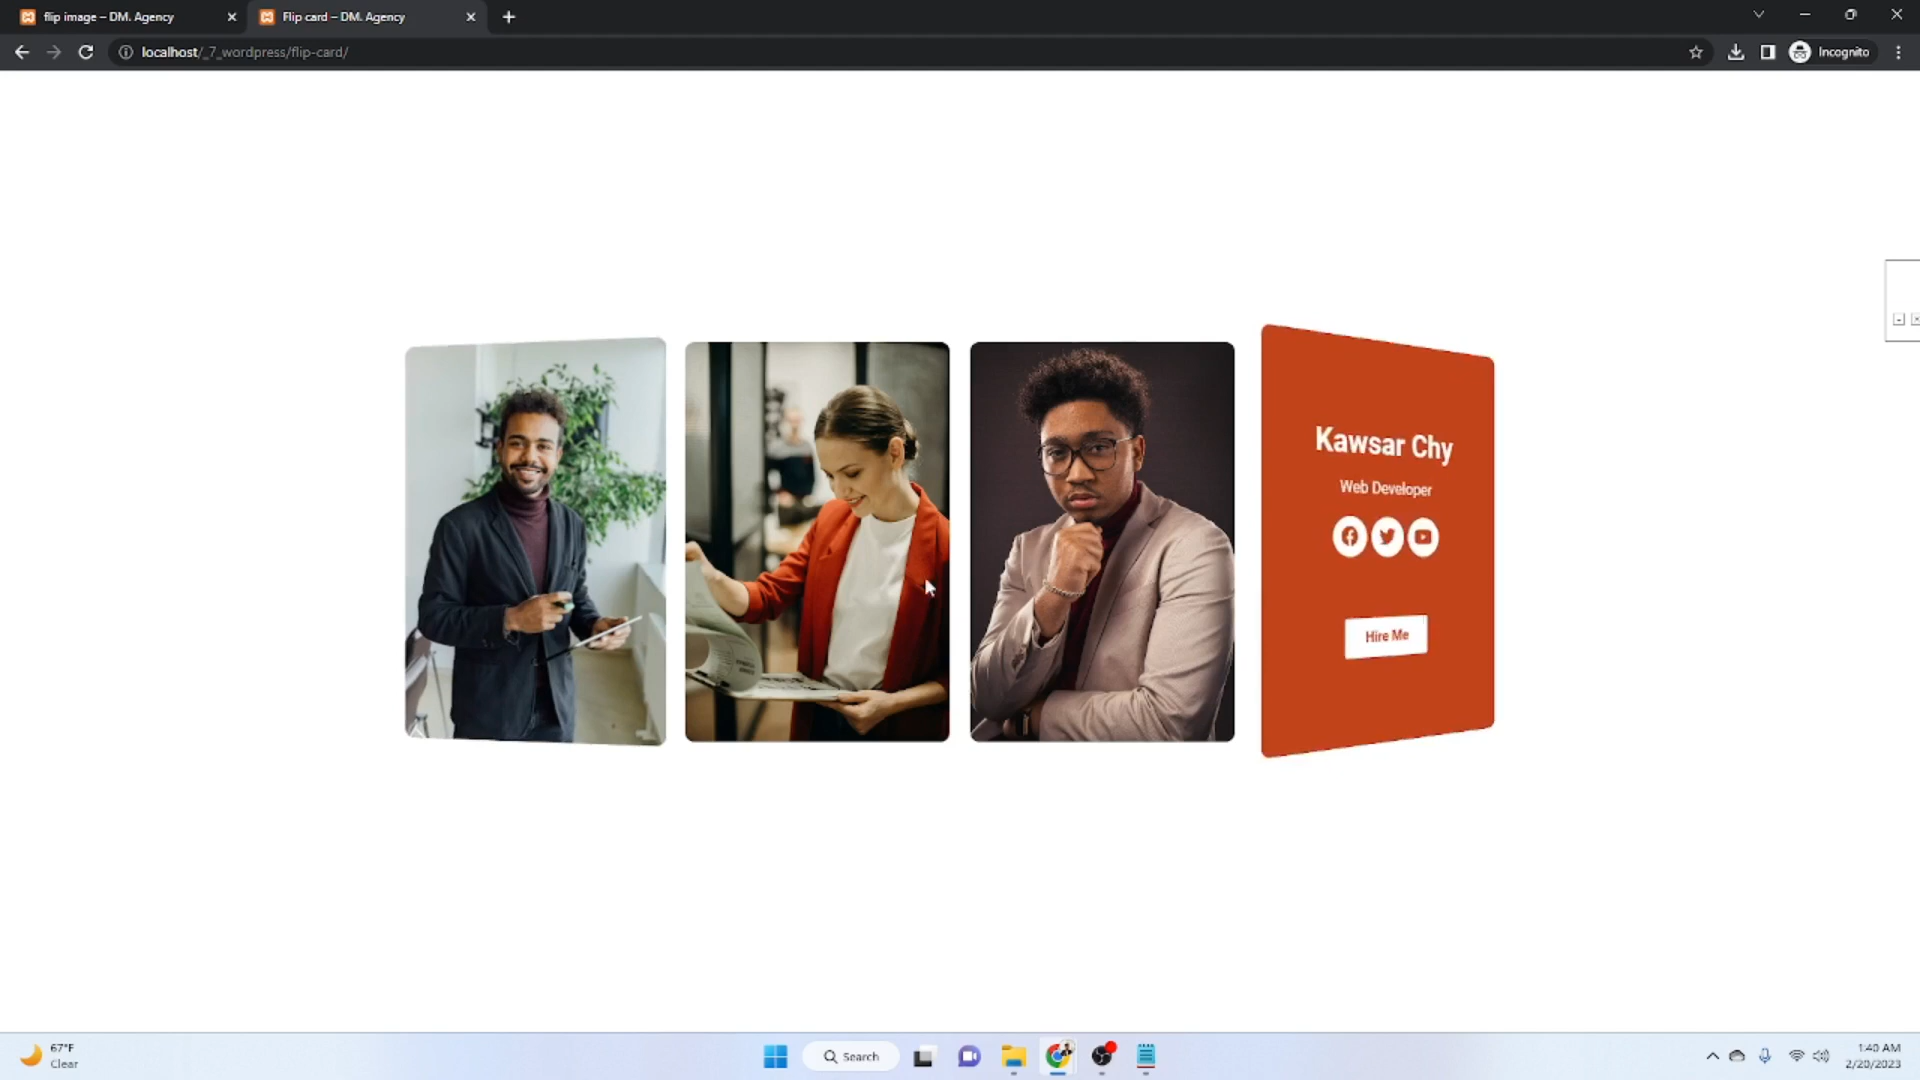 flip image – DM. Agency
Flip card – DM. Agency
localhost/_7_wordpress/flip-card/
Incognito
Kawsar Chy
Web Developer
Hire Me
67°F
Clear
Search
1:40 AM
2/20/2023